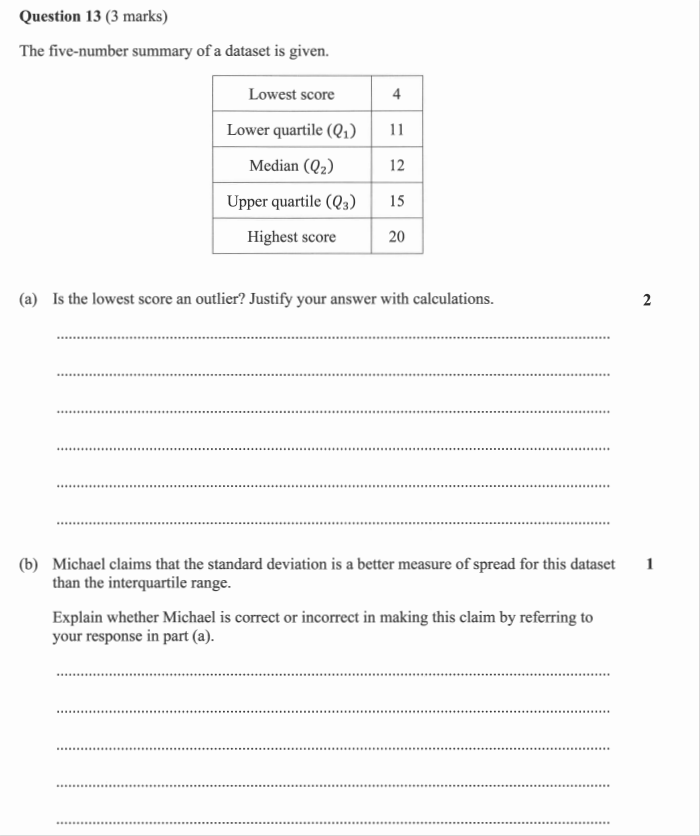 Question 13 (3 marks)
The five-number summary of a dataset is given.
Lowest score 4
Lower quartile (Q₁) 11
Median (Q₂) 12
Upper quartile (Q₃) 15
Highest score 20
(a) Is the lowest score an outlier? Justify your answer with calculations. 2
(b) Michael claims that the standard deviation is a better measure of spread for this dataset 1
than the interquartile range.
Explain whether Michael is correct or incorrect in making this claim by referring to
your response in part (a).